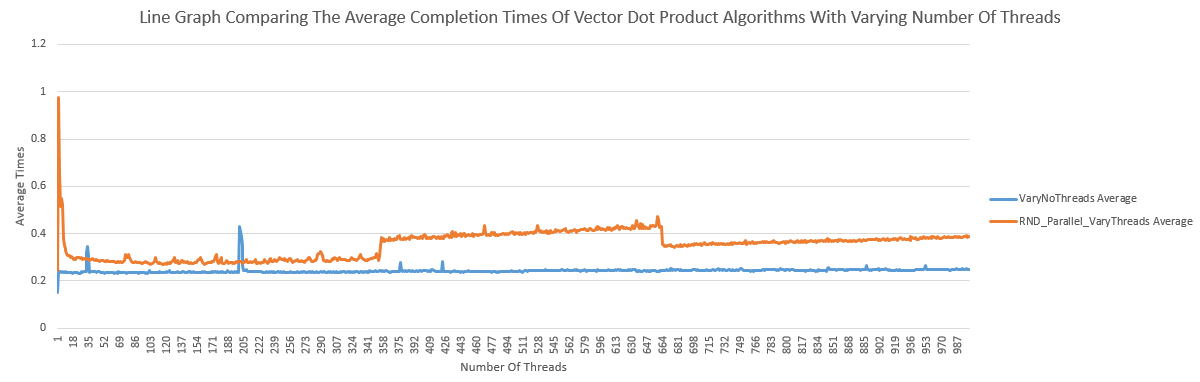 Line Graph Comparing The Average Completion Times Of Vector Dot Product Algorithms With Varying Number Of Threads
1.2
1
0.8
0.6
0.4
0.2
0
Average Times
1 18 35 52 69 86 103 120 137 154 171 188 205 222 239 256 273 290 307 324 341 358 375 392 409 426 443 460 477 494 511 528 545 562 579 596 613 630 647 664 681 698 715 732 749 766 783 800 817 834 851 868 885 902 919 936 953 970 987
Number Of Threads
VaryNoThreads Average
RND_Parallel_VaryThreads Average